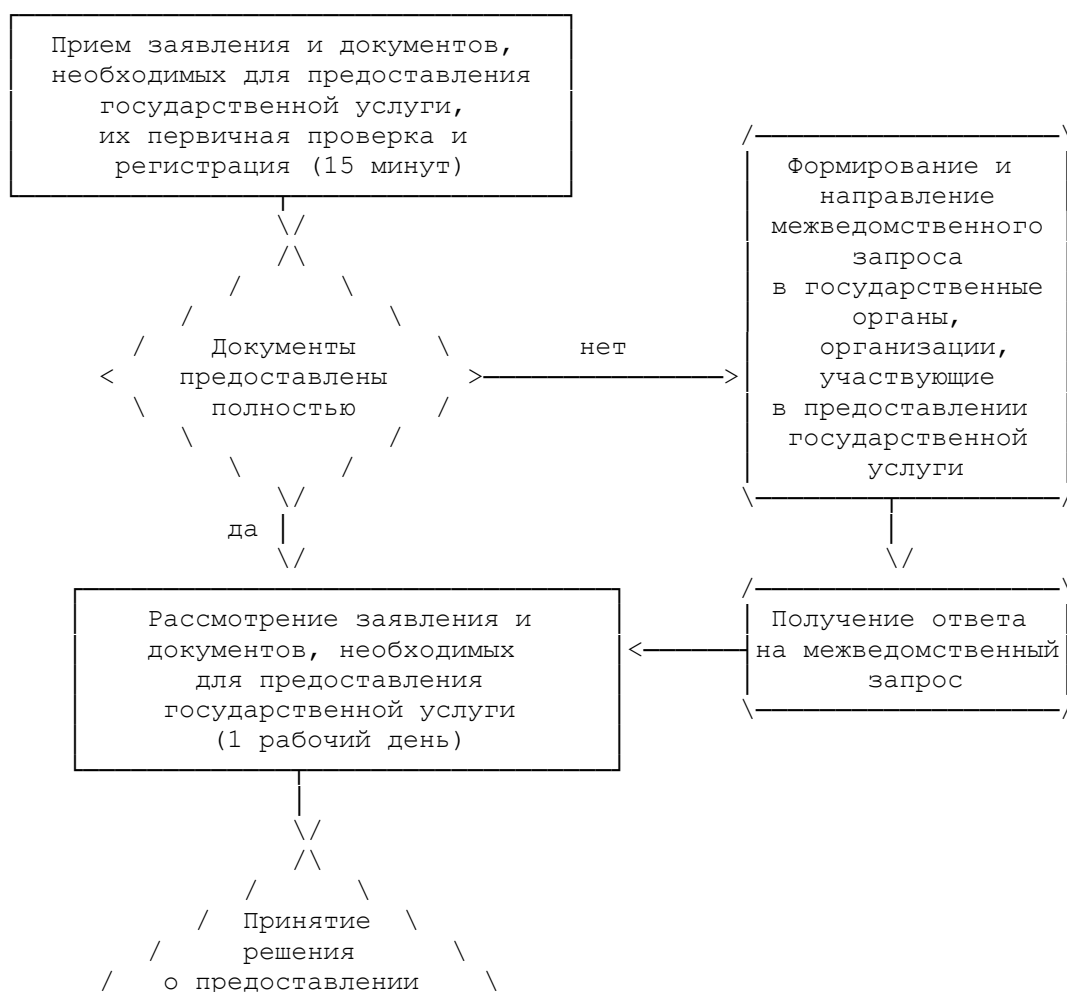 Прием заявления и документов,
необходимых для предоставления
государственной услуги,
их первичная проверка и
регистрация (15 минут)
Формирование и
направление
межведомственного
запроса
в государственные
органы,
организации,
участвующие
в предоставлении
государственной
услуги
Документы
предоставлены
полностью
нет
да
Получение ответа
на межведомственный
запрос
Рассмотрение заявления и
документов, необходимых
для предоставления
государственной услуги
(1 рабочий день)
Принятие
решения
о предоставлении